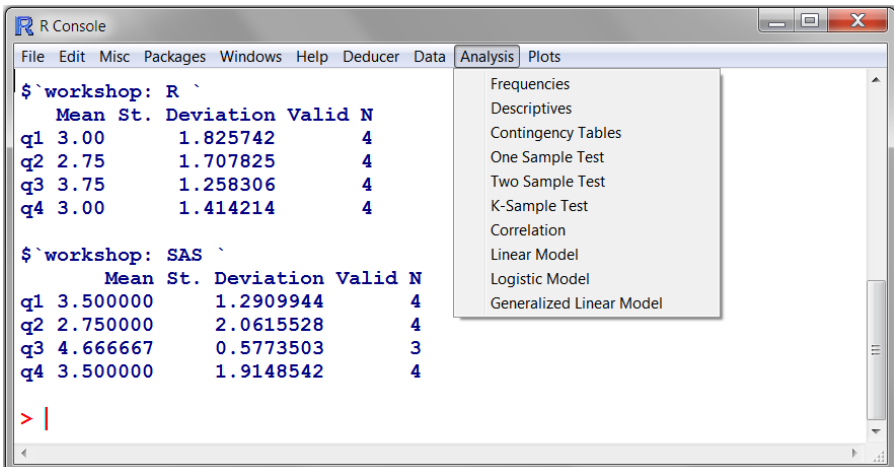 R Console
File Edit Misc Packages Windows Help Deducer Data Analysis Plots
$`workshop: R `
Mean St. Deviation Valid N
q1 3.00 1.825742 4
q2 2.75 1.707825 4
q3 3.75 1.258306 4
q4 3.00 1.414214 4
$`workshop: SAS `
Mean St. Deviation Valid N
q1 3.500000 1.2909944 4
q2 2.750000 2.0615528 4
q3 4.666667 0.5773503 3
q4 3.500000 1.9148542 4
>
Frequencies
Descriptives
Contingency Tables
One Sample Test
Two Sample Test
K-Sample Test
Correlation
Linear Model
Logistic Model
Generalized Linear Model